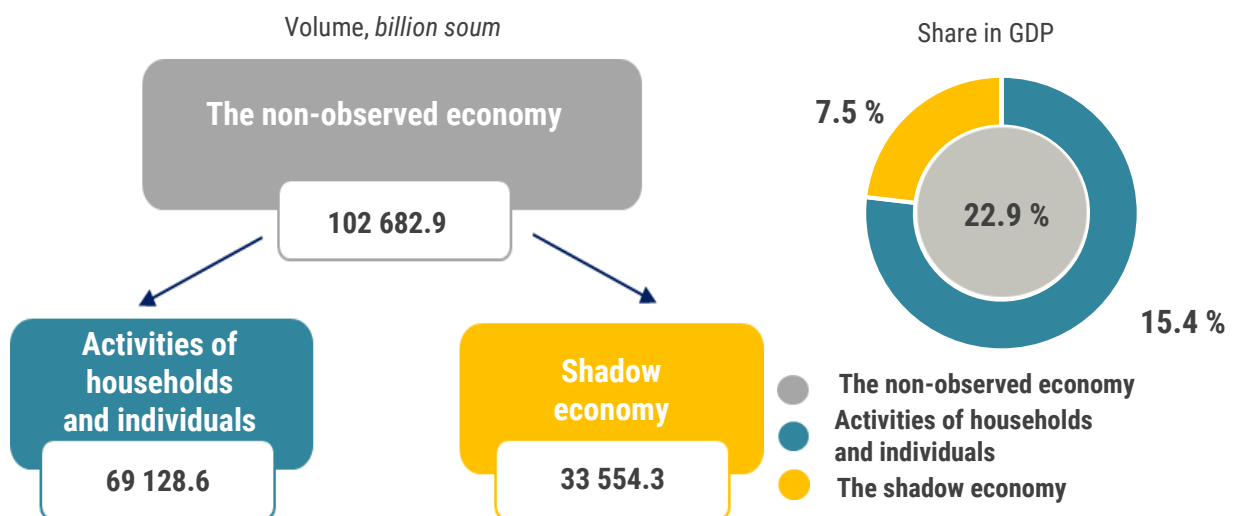 Volume, billion soum
The non-observed economy
102 682.9
Activities of
households
and individuals
69 128.6
Shadow
economy
33 554.3
Share in GDP
7.5 %
22.9 %
15.4 %
The non-observed economy
Activities of households
and individuals
The shadow economy